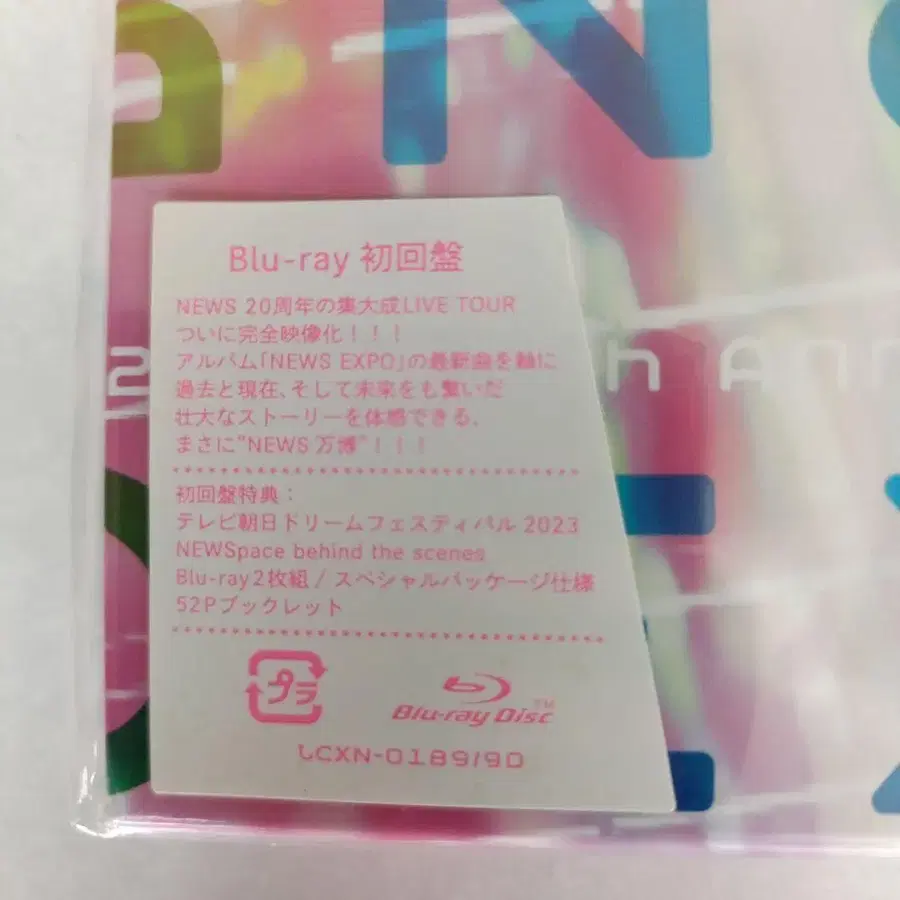 Blu-ray 初回盤
NEWS 20周年の集大成LIVE TOUR
ついに完全映像化！！！
アルバム「NEWS EXPO」の最新曲を軸に
過去と現在、そして未来をも繋いだ
壮大なストーリーを体感できる、
まさに"NEWS 万博"！！！
初回盤特典：
テレビ朝日ドリームフェスティバル 2023
NEWSpace behind the scenes
Blu-ray2枚組 / スペシャルパッケージ仕様
52Pブックレット
プラ
Blu-ray Disc™
LCXN-0189/90